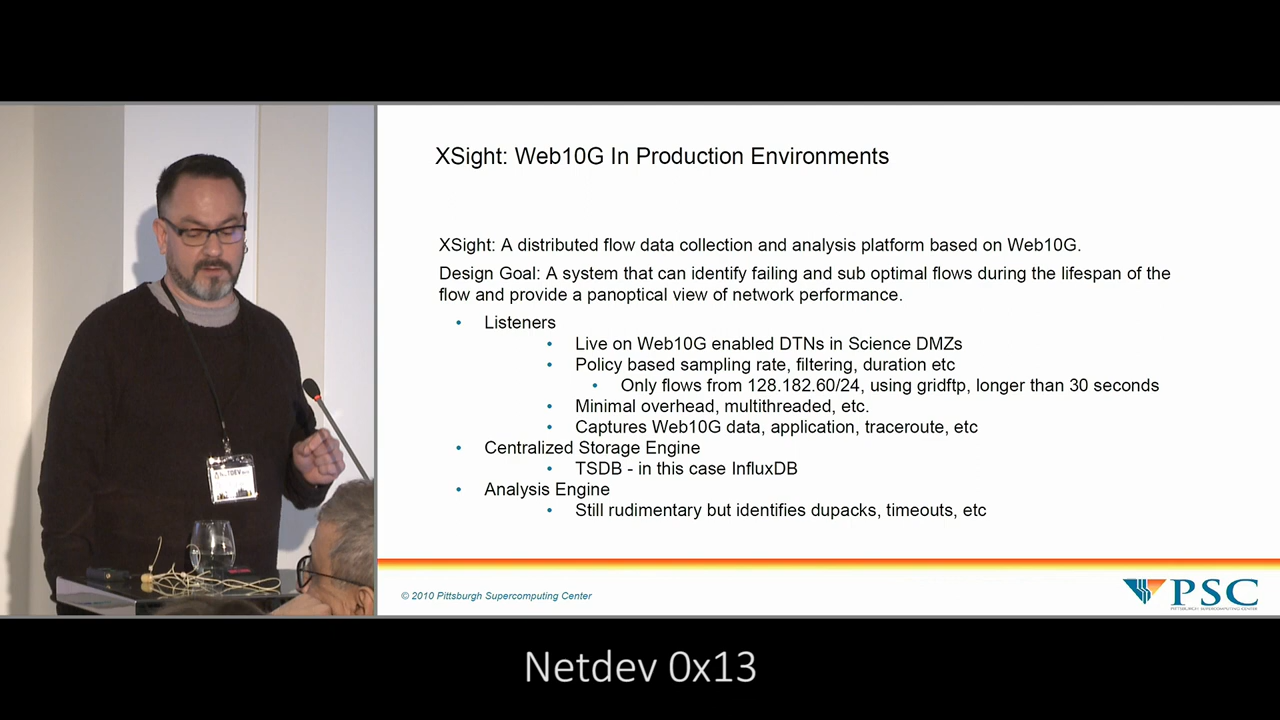 XSight: Web10G In Production Environments
XSight: A distributed flow data collection and analysis platform based on Web10G.
Design Goal: A system that can identify failing and sub optimal flows during the lifespan of the
flow and provide a panoptical view of network performance.
• Listeners
• Live on Web10G enabled DTNs in Science DMZs
• Policy based sampling rate, filtering, duration etc
• Only flows from 128.182.60/24, using gridftp, longer than 30 seconds
• Minimal overhead, multithreaded, etc.
• Captures Web10G data, application, traceroute, etc
• Centralized Storage Engine
• TSDB - in this case InfluxDB
• Analysis Engine
• Still rudimentary but identifies dupacks, timeouts, etc
© 2010 Pittsburgh Supercomputing Center
PSC
PITTSBURGH SUPERCOMPUTING CENTER
Netdev 0x13